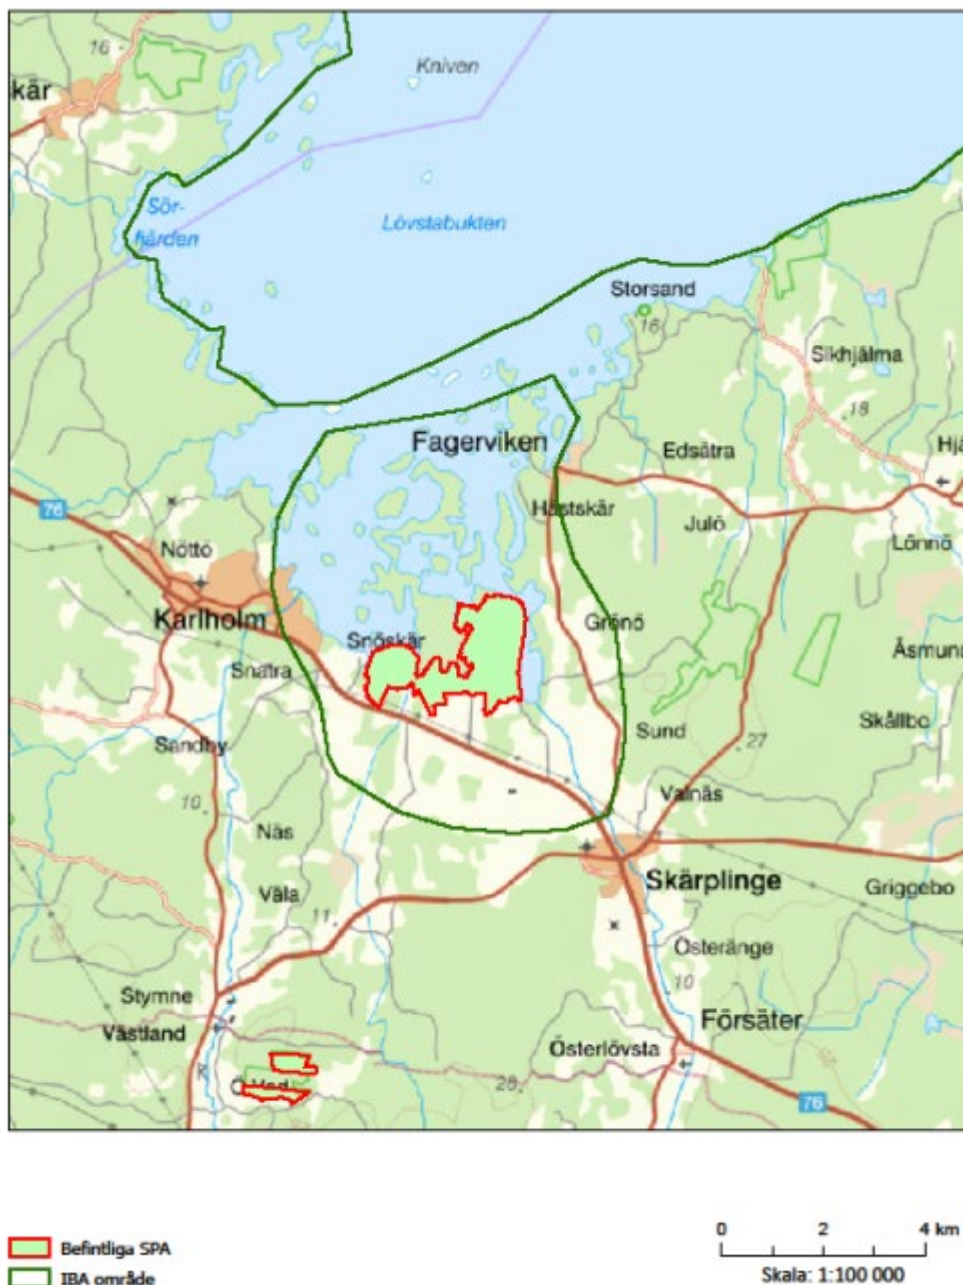 16
Kniven
kär
Sör-
fjärden
Lövstabukten
Storsand
16
Sikhjälma
18
Fagerviken
Edsätra
Hjä
76
Hästskär
Julö
Lönnö
Nöttö
Karlholm
Grönö
Snöskär
Åsmund
Snatra
Skållbo
Sund
Sandby
27
10
Valnäs
Näs
Skärplinge
Griggebo
Väla
11
Österänge
Stymne
10
Försäter
Västland
Österlövsta
28
76
0 2 4 km
Befintliga SPA
Skala: 1:100 000
IBA område